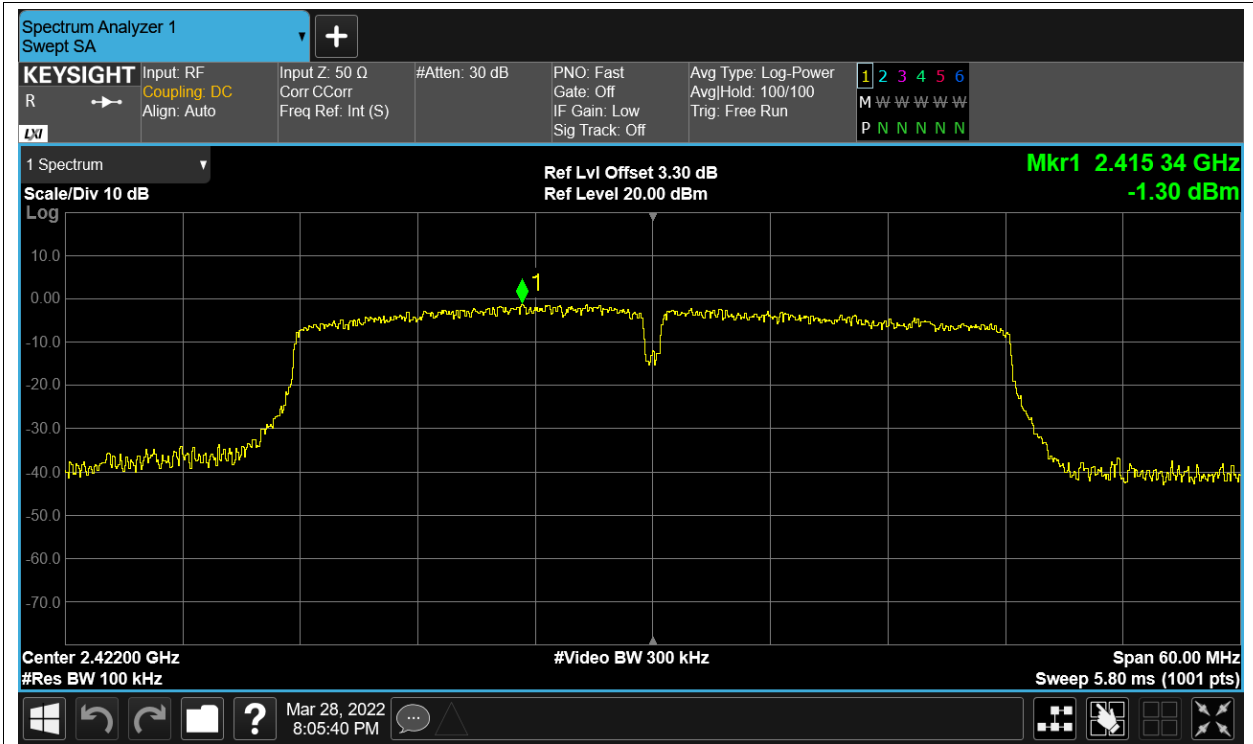 Spectrum Analyzer 1
Swept SA
+
KEYSIGHT
R
LXI
Input: RF
Coupling: DC
Align: Auto
Input Z: 50 Ω
Corr CCorr
Freq Ref: Int (S)
#Atten: 30 dB
PNO: Fast
Gate: Off
IF Gain: Low
Sig Track: Off
Avg Type: Log-Power
Avg|Hold: 100/100
Trig: Free Run
1 2 3 4 5 6
M W W W W W
P N N N N N
1 Spectrum
Scale/Div 10 dB
Log
Ref Lvl Offset 3.30 dB
Ref Level 20.00 dBm
Mkr1 2.415 34 GHz
-1.30 dBm
10.0
0.00
-10.0
-20.0
-30.0
-40.0
-50.0
-60.0
-70.0
1
Center 2.42200 GHz
#Res BW 100 kHz
#Video BW 300 kHz
Span 60.00 MHz
Sweep 5.80 ms (1001 pts)
?
Mar 28, 2022
8:05:40 PM